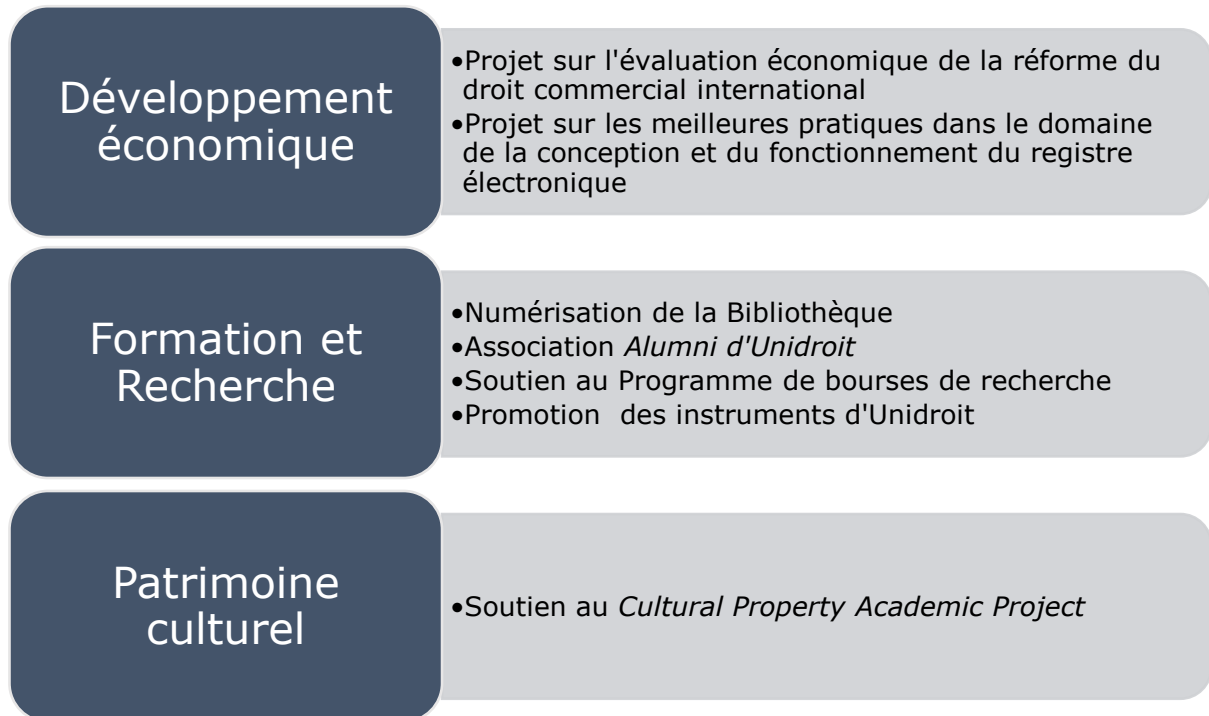 Développement
économique
•Projet sur l'évaluation économique de la réforme du
droit commercial international
•Projet sur les meilleures pratiques dans le domaine
de la conception et du fonctionnement du registre
électronique
Formation et
Recherche
•Numérisation de la Bibliothèque
•Association Alumni d'Unidroit
•Soutien au Programme de bourses de recherche
•Promotion  des instruments d'Unidroit
Patrimoine
culturel
•Soutien au Cultural Property Academic Project